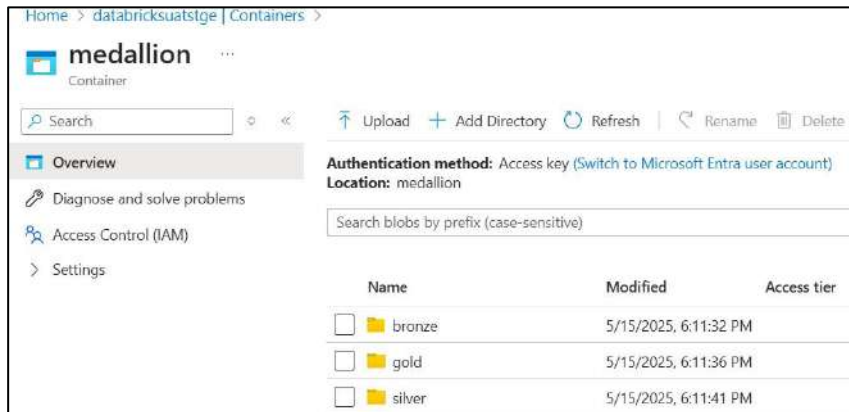 Home > databricksuatstge | Containers >
medallion ...
Container
Search
Upload + Add Directory Refresh | Rename Delete
Overview
Diagnose and solve problems
Access Control (IAM)
> Settings
Authentication method: Access key (Switch to Microsoft Entra user account)
Location: medallion
Search blobs by prefix (case-sensitive)
Name Modified Access tier
bronze 5/15/2025, 6:11:32 PM
gold 5/15/2025, 6:11:36 PM
silver 5/15/2025, 6:11:41 PM